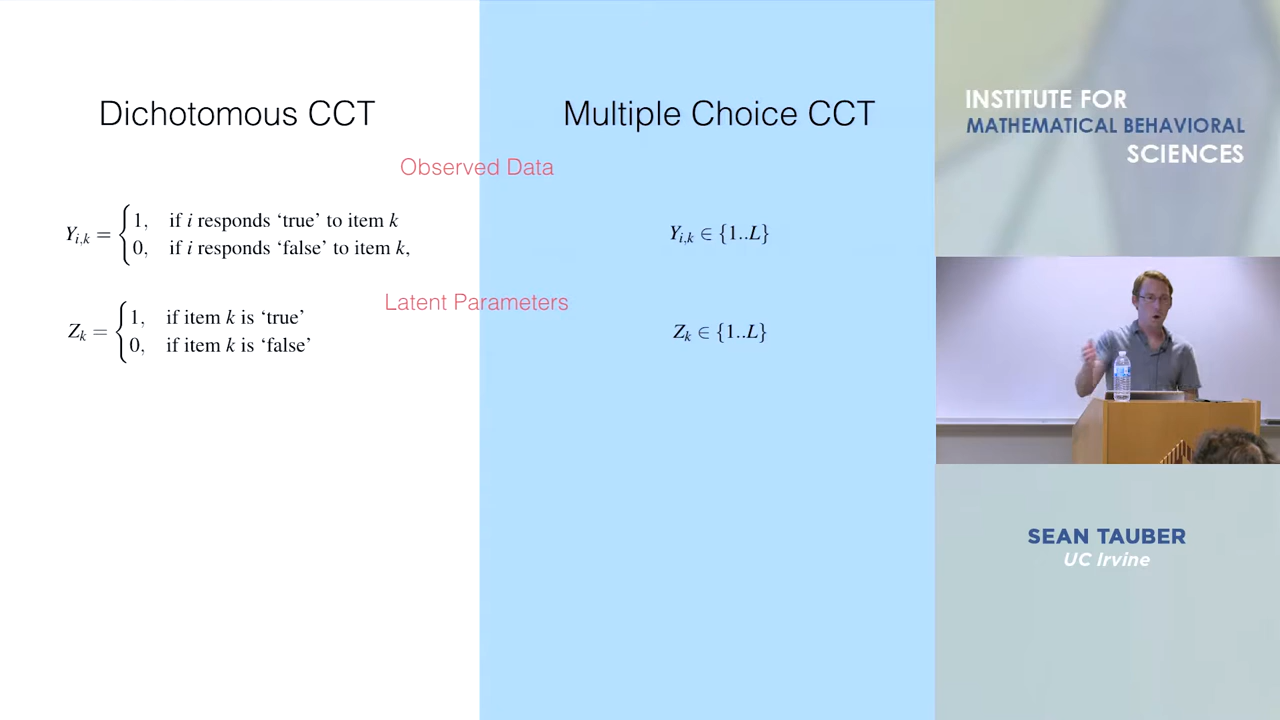 Dichotomous CCT
Multiple Choice CCT
Observed Data
Y_{i,k} = { 1, if i responds ‘true’ to item k
0, if i responds ‘false’ to item k,
Y_{i,k} ∈ {1..L}
Latent Parameters
Z_k = { 1, if item k is ‘true’
0, if item k is ‘false’
Z_k ∈ {1..L}
INSTITUTE FOR
MATHEMATICAL BEHAVIORAL
SCIENCES
SEAN TAUBER
UC Irvine